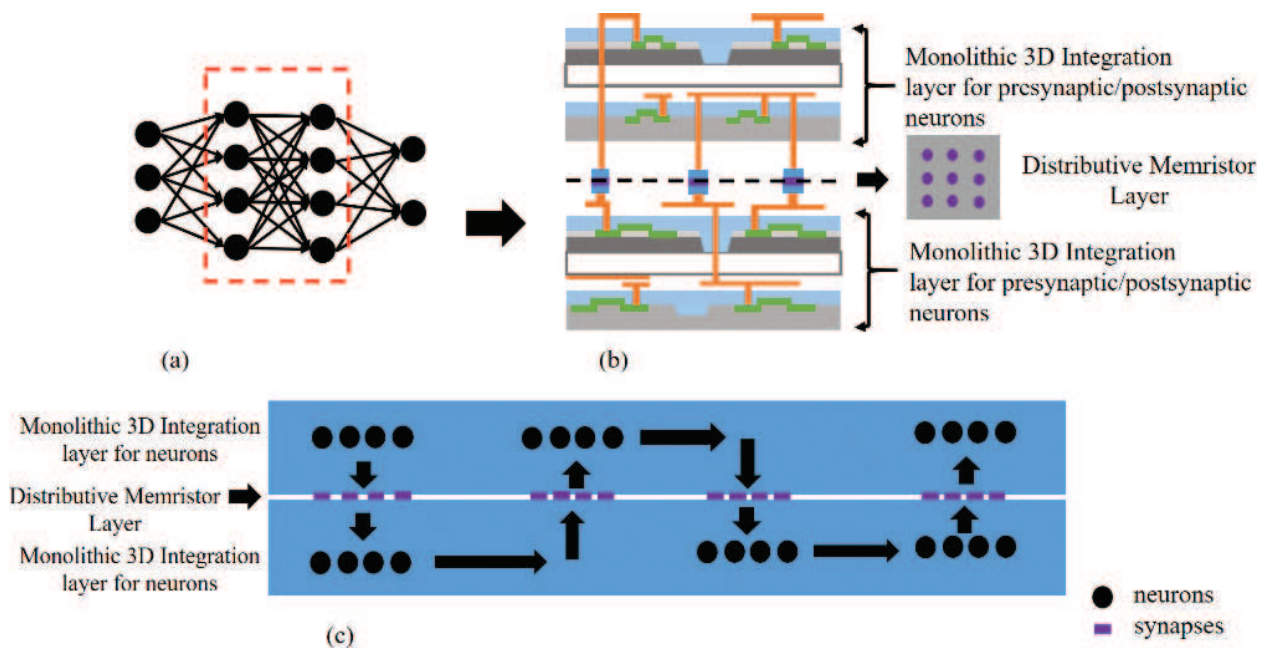 Monolithic 3D Integration
layer for presynaptic/postsynaptic
neurons
Distributive Memristor
Layer
Monolithic 3D Integration
layer for presynaptic/postsynaptic
neurons
(a)
(b)
Monolithic 3D Integration
layer for neurons
Distributive Memristor
Layer
Monolithic 3D Integration
layer for neurons
neurons
synapses
(c)